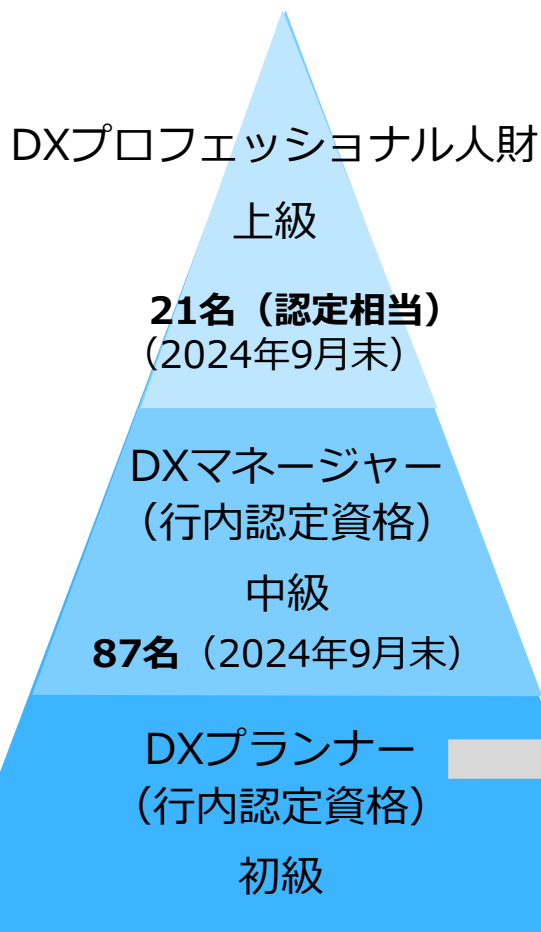 DXプロフェッショナル人財
上級
21名（認定相当）
（2024年9月末）
DXマネージャー
（行内認定資格）
中級
87名（2024年9月末）
DXプランナー
（行内認定資格）
初級